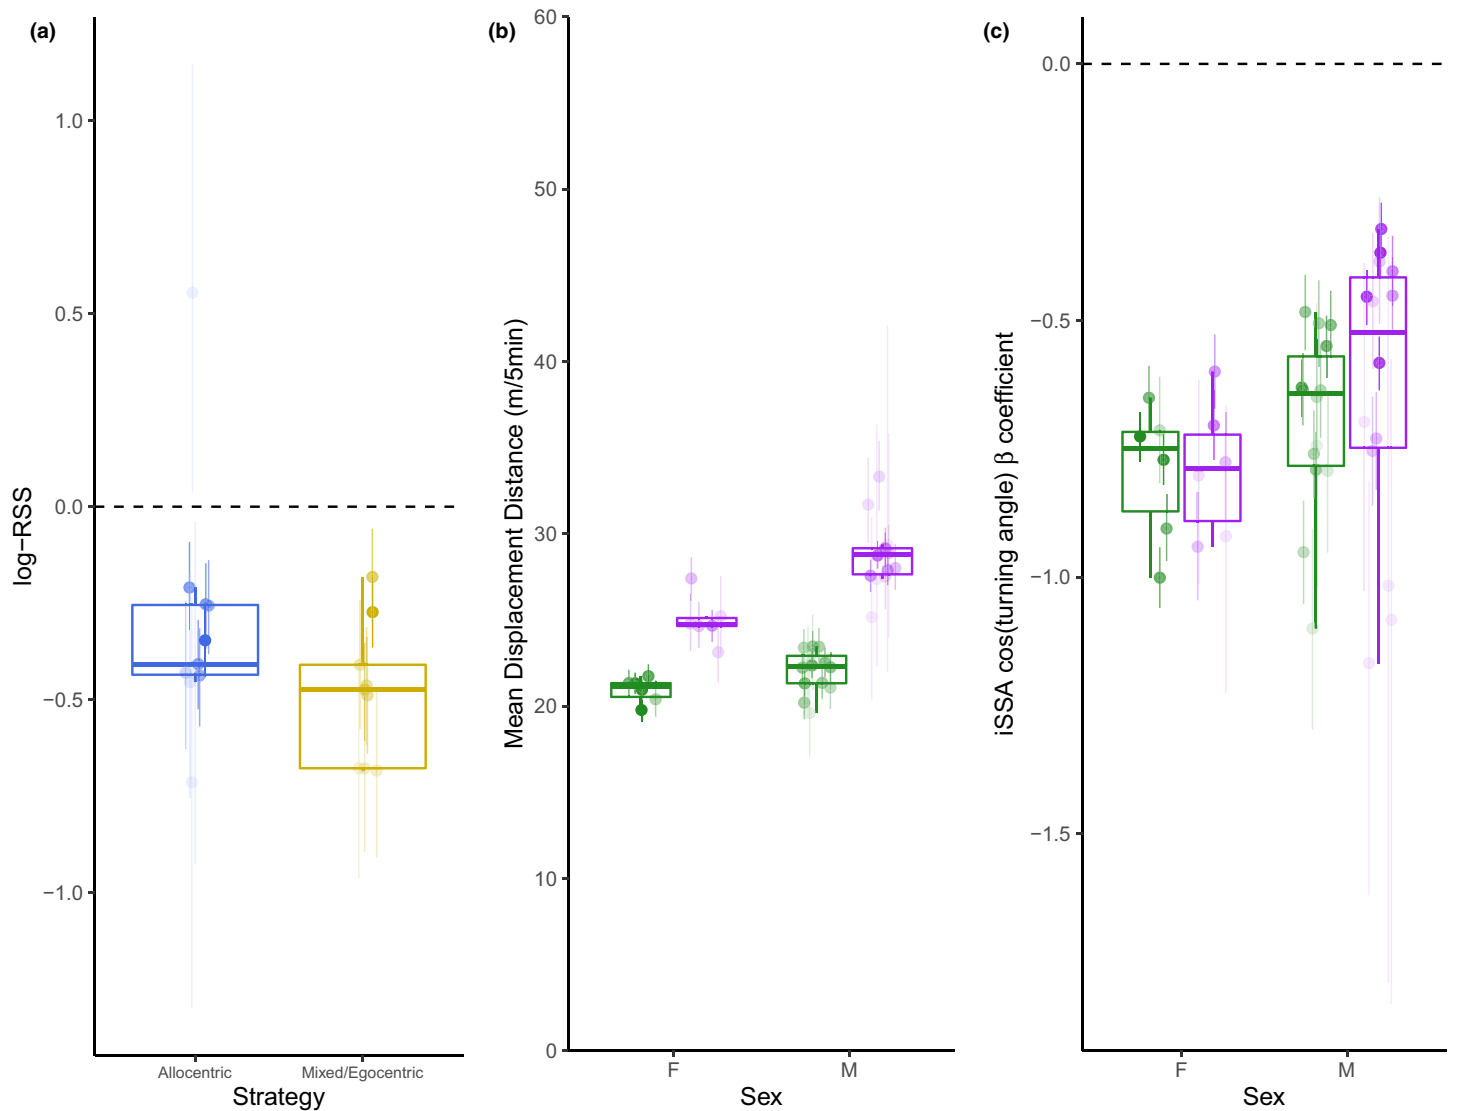 (a)
log−RSS
1.0
0.5
0.0
−0.5
−1.0
Allocentric
Mixed/Egocentric
Strategy
(b)
Mean Displacement Distance (m/5min)
60
50
40
30
20
10
0
F
M
Sex
(c)
iSSA cos(turning angle) β coefficient
0.0
−0.5
−1.0
−1.5
F
M
Sex